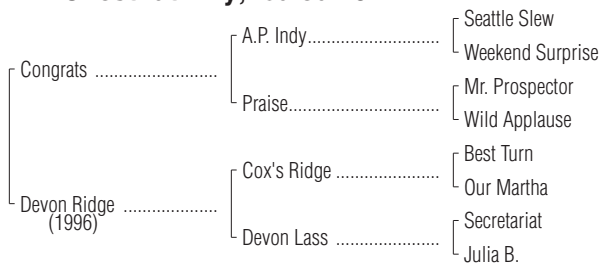 Seattle Slew
A.P. Indy
Weekend Surprise
Congrats
Mr. Prospector
Praise
Wild Applause
Best Turn
Cox's Ridge
Our Martha
Devon Ridge
(1996)
Secretariat
Devon Lass
Julia B.